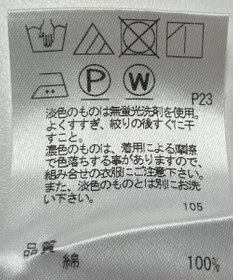 P W P23
淡色のものは無蛍光洗剤を使用。
よくすすぎ、絞りの後すぐに干
すこと。
濃色のものは、着用による摩擦
で色落ちする事がありますので、
組み合せの衣服にご注意下さい。
また、淡色のものとは別にお洗
い下さい。
105
品質
綿 100%